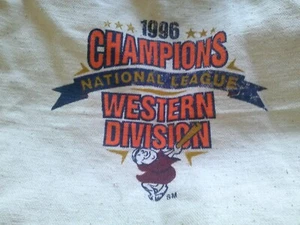 1996
CHAMPIONS
NATIONAL LEAGUE
WESTERN
DIVISION